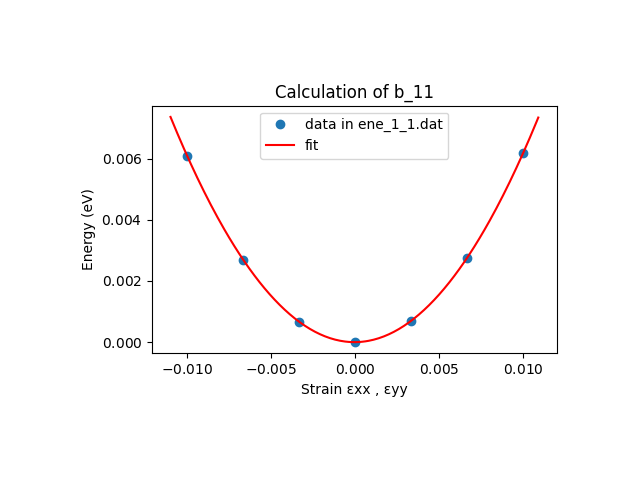 Calculation of b_11
data in ene_1_1.dat
fit
Energy (eV)
0.006
0.004
0.002
0.000
−0.010 −0.005 0.000 0.005 0.010
Strain εxx , εyy